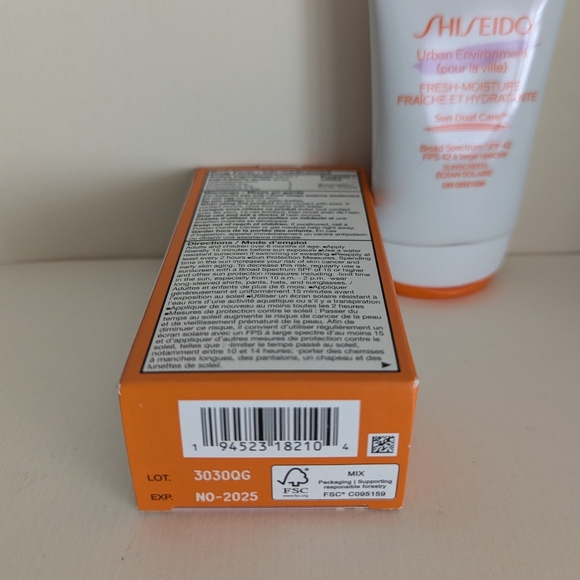 SHISEIDO
Urban Environment
(pour la ville)
FRESH-MOISTURE
FRAÎCHE ET HYDRATANTE
Sun Dual Care
Broad Spectrum SPF 42
FPS 42 à large spectre
SUNSCREEN
ÉCRAN SOLAIRE
Directions / Mode d'emploi
Adults and children over 6 months of age: •Apply
liberally 15 minutes before sun exposure •Use a water
resistant sunscreen if swimming or sweating •Reapply at
least every 2 hours •Sun Protection Measures. Spending
time in the sun increases your risk of skin cancer and
early skin aging. To decrease this risk, regularly use a
sunscreen with a Broad Spectrum SPF of 15 or higher
and other sun protection measures including: ·limit time
in the sun, especially from 10 a.m. - 2 p.m. ·wear
long-sleeved shirts, pants, hats, and sunglasses. /
Adultes et enfants de plus de 6 mois: •Appliquer
généreusement et uniformément 15 minutes avant
l'exposition au soleil •Utiliser un écran solaire résistant à
l'eau lors d'une activité aquatique ou s'il y a transpiration
•Appliquer de nouveau au moins toutes les 2 heures
•Mesures de protection contre le soleil : Passer du
temps au soleil augmente le risque de cancer de la peau
et de vieillissement prématuré de la peau. Afin de
diminuer ce risque, il convient d'utiliser régulièrement un
écran solaire avec un FPS à large spectre d'au moins 15
et d'appliquer d'autres mesures de protection contre le
soleil, telles que : ·limiter le temps passé au soleil,
notamment entre 10 et 14 heures; ·porter des chemises
à manches longues, des pantalons, un chapeau et des
lunettes de soleil.
1 94523 18210 4
LOT. 3030QG
EXP. NO-2025
FSC
www.fsc.org
MIX
Packaging | Supporting
responsible forestry
FSC® C095159